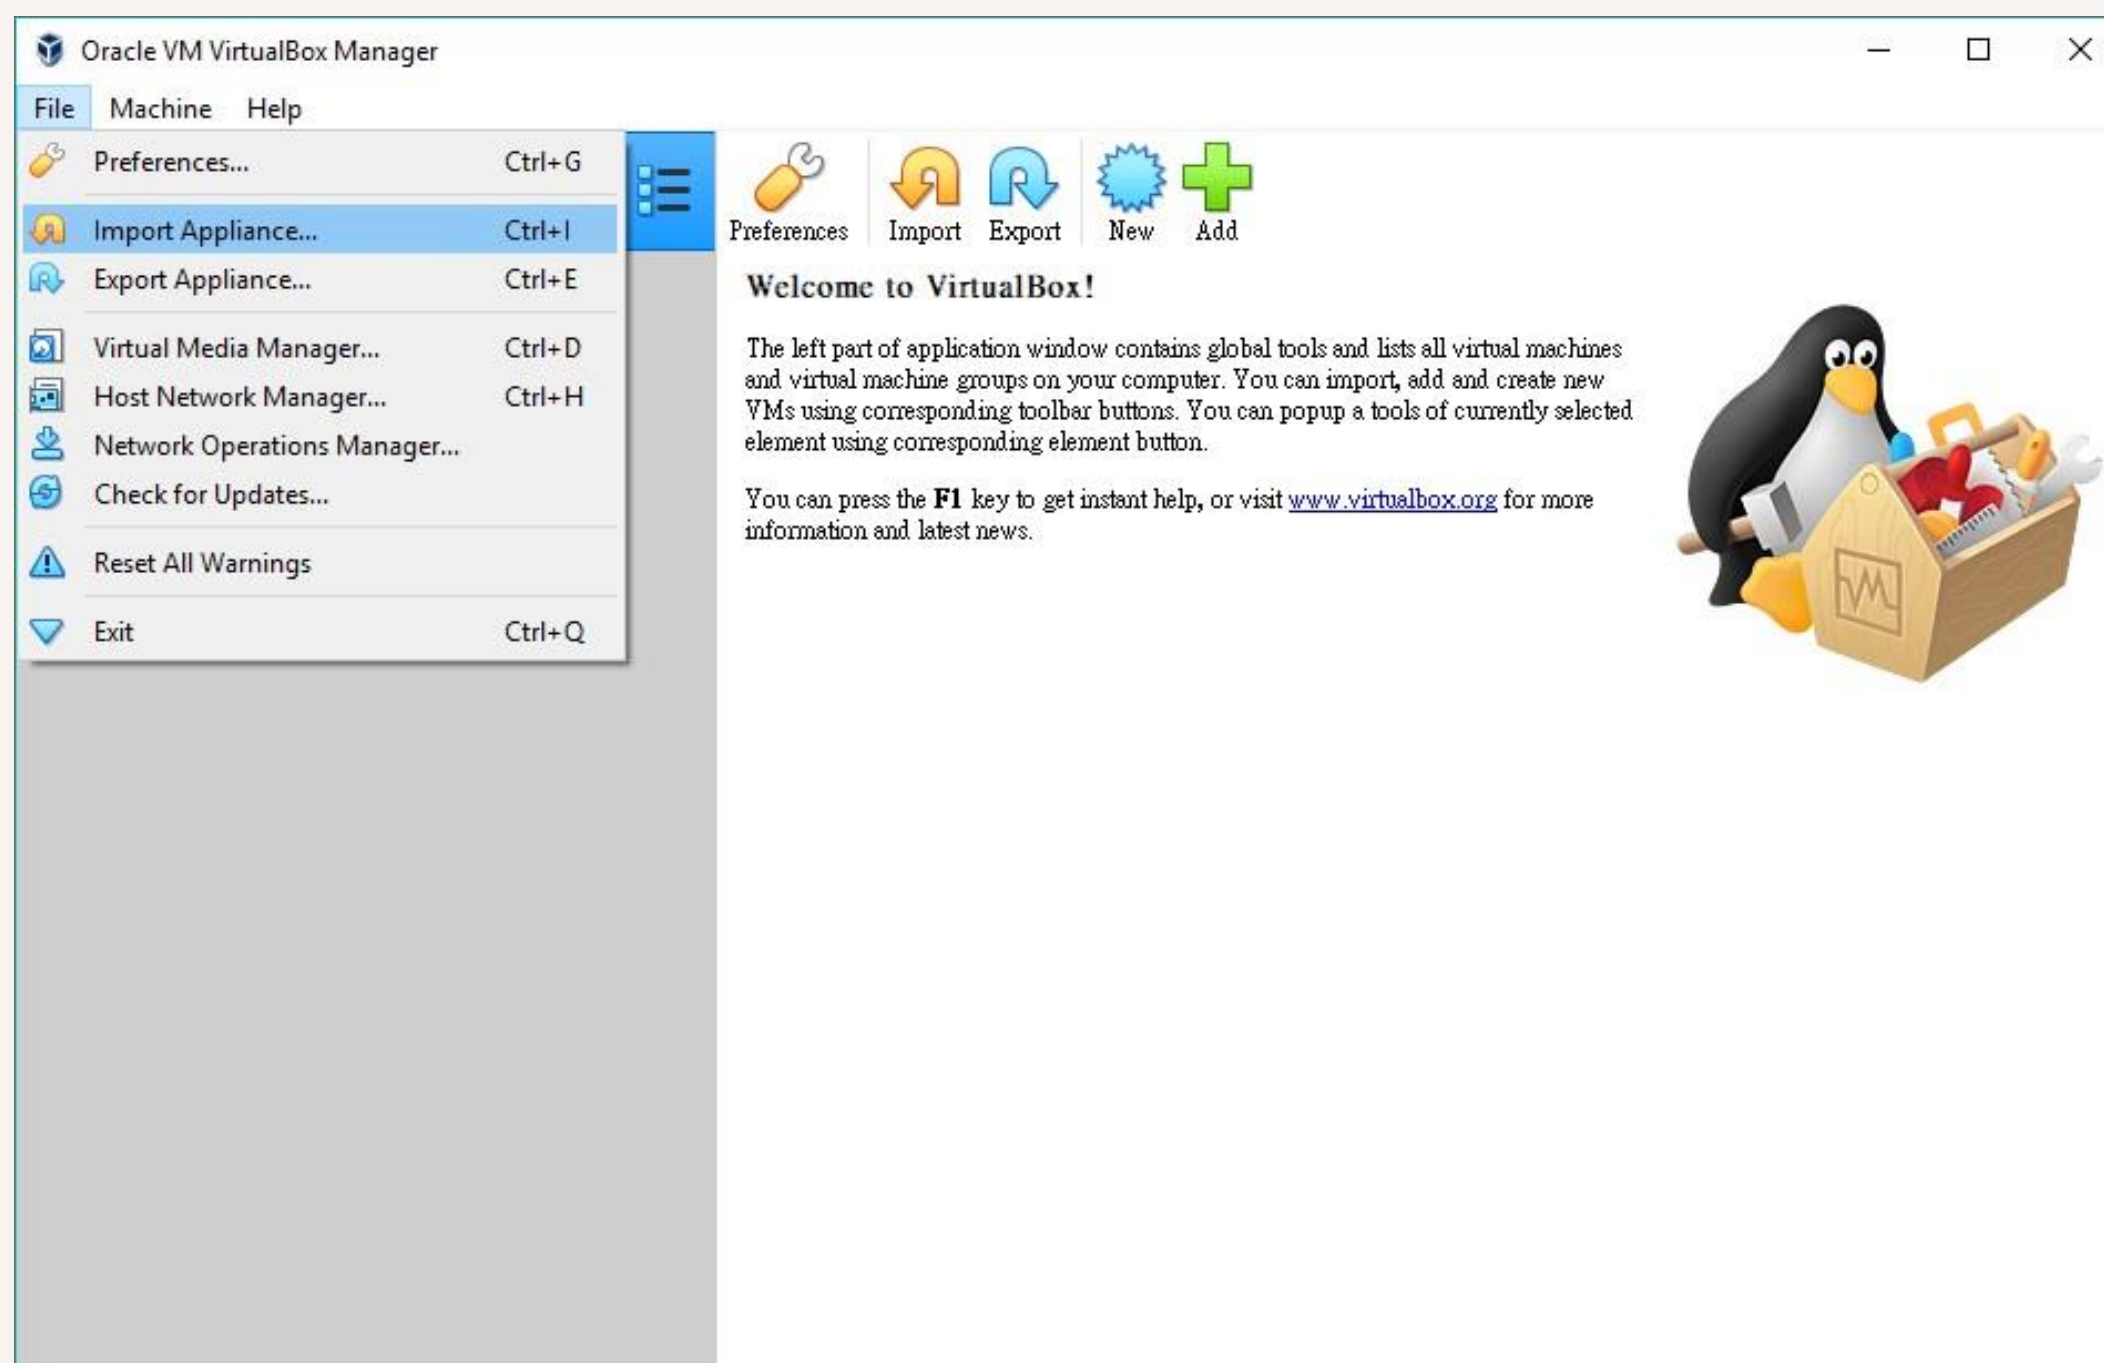 Oracle VM VirtualBox Manager
File Machine Help
Preferences... Ctrl+G
Import Appliance... Ctrl+I
Export Appliance... Ctrl+E
Virtual Media Manager... Ctrl+D
Host Network Manager... Ctrl+H
Network Operations Manager...
Check for Updates...
Reset All Warnings
Exit Ctrl+Q
Preferences Import Export New Add
Welcome to VirtualBox!
The left part of application window contains global tools and lists all virtual machines
and virtual machine groups on your computer. You can import, add and create new
VMs using corresponding toolbar buttons. You can popup a tools of currently selected
element using corresponding element button.
You can press the F1 key to get instant help, or visit www.virtualbox.org for more
information and latest news.
VM